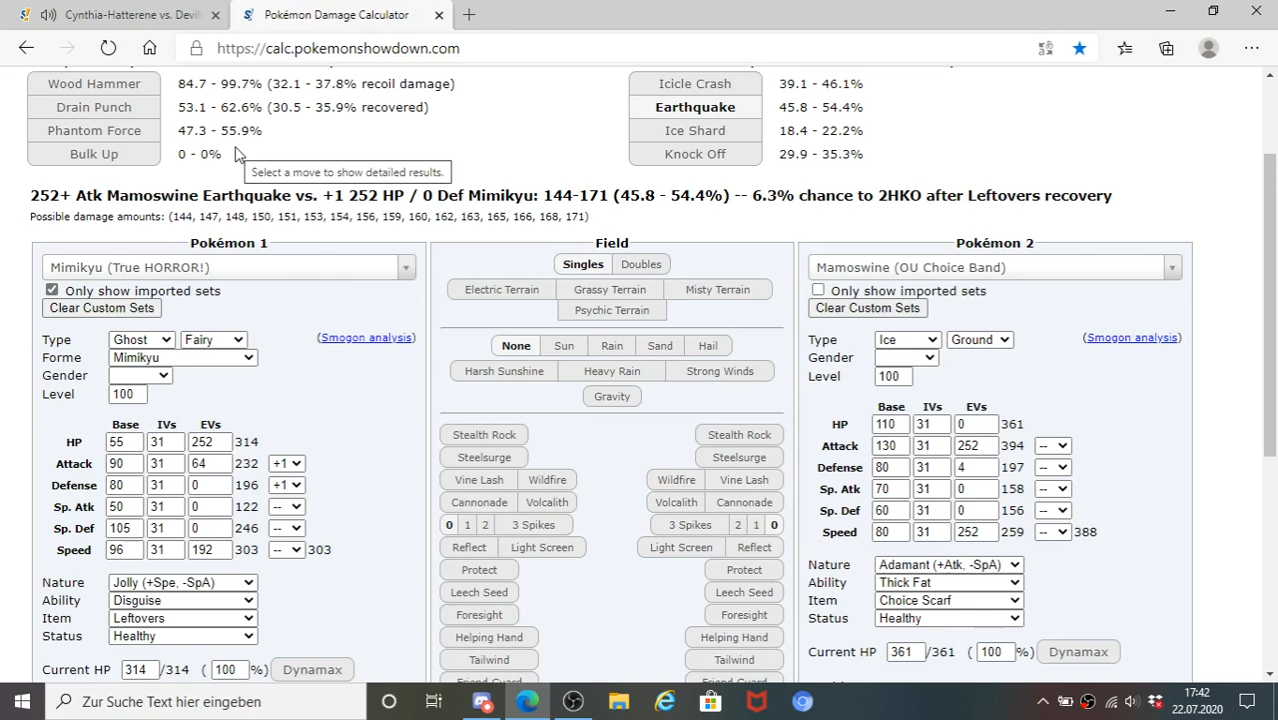 Cynthia-Hatterene vs. Devil
Pokémon Damage Calculator
https://calc.pokemonshowdown.com
Wood Hammer 84.7 - 99.7% (32.1 - 37.8% recoil damage) Icicle Crash 39.1 - 46.1%
Drain Punch 53.1 - 62.6% (30.5 - 35.9% recovered) Earthquake 45.8 - 54.4%
Phantom Force 47.3 - 55.9% Ice Shard 18.4 - 22.2%
Bulk Up 0 - 0% Knock Off 29.9 - 35.3%
Select a move to show detailed results.
252+ Atk Mamoswine Earthquake vs. +1 252 HP / 0 Def Mimikyu: 144-171 (45.8 - 54.4%) -- 6.3% chance to 2HKO after Leftovers recovery
Possible damage amounts: (144, 147, 148, 150, 151, 153, 154, 156, 159, 160, 162, 163, 165, 166, 168, 171)
Pokémon 1
Mimikyu (True HORROR!)
Only show imported sets
Clear Custom Sets
Type Ghost Fairy (Smogon analysis)
Forme Mimikyu
Gender
Level 100
Base IVs EVs
HP 55 31 252 314
Attack 90 31 64 232 +1
Defense 80 31 0 196 +1
Sp. Atk 50 31 0 122 --
Sp. Def 105 31 0 246 --
Speed 96 31 192 303 -- 303
Nature Jolly (+Spe, -SpA)
Ability Disguise
Item Leftovers
Status Healthy
Current HP 314 /314 ( 100 %) Dynamax
Field
Singles Doubles
Electric Terrain Grassy Terrain Misty Terrain
Psychic Terrain
None Sun Rain Sand Hail
Harsh Sunshine Heavy Rain Strong Winds
Gravity
Stealth Rock Stealth Rock
Steelsurge Steelsurge
Vine Lash Wildfire Wildfire Vine Lash
Cannonade Volcalith Volcalith Cannonade
0 1 2 3 Spikes 3 Spikes 2 1 0
Reflect Light Screen Light Screen Reflect
Protect Protect
Leech Seed Leech Seed
Foresight Foresight
Helping Hand Helping Hand
Tailwind Tailwind
Friend Guard Friend Guard
Pokémon 2
Mamoswine (OU Choice Band)
Only show imported sets
Clear Custom Sets
Type Ice Ground (Smogon analysis)
Gender
Level 100
Base IVs EVs
HP 110 31 0 361
Attack 130 31 252 394 --
Defense 80 31 4 197 --
Sp. Atk 70 31 0 158 --
Sp. Def 60 31 0 156 --
Speed 80 31 252 259 -- 388
Nature Adamant (+Atk, -SpA)
Ability Thick Fat
Item Choice Scarf
Status Healthy
Current HP 361 /361 ( 100 %) Dynamax
Zur Suche Text hier eingeben
17:42
22.07.2020